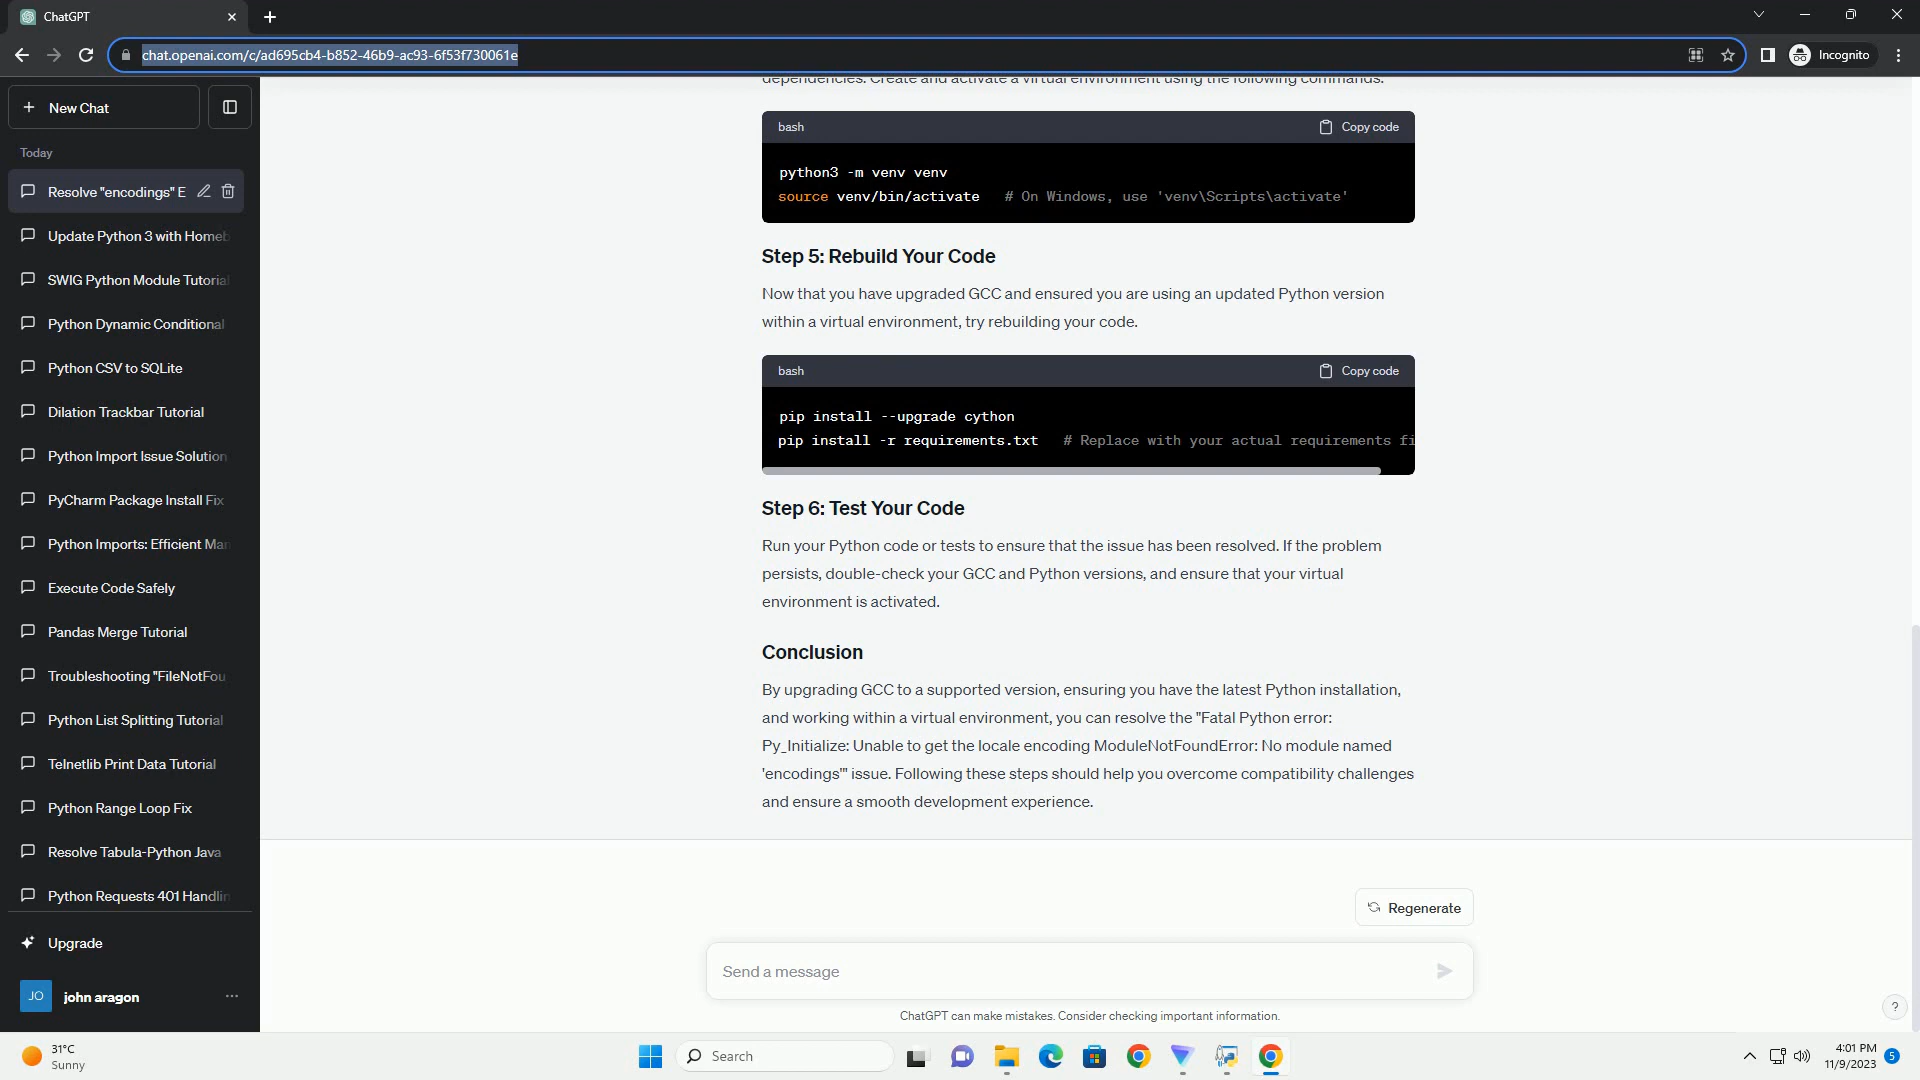 ChatGPT
chat.openai.com/c/ad695cb4-b852-46b9-ac93-6f53f730061e
Incognito
New Chat
Today
Resolve "encodings" E
Update Python 3 with Homeb
SWIG Python Module Tutorial
Python Dynamic Conditional
Python CSV to SQLite
Dilation Trackbar Tutorial
Python Import Issue Solution
PyCharm Package Install Fix
Python Imports: Efficient Man
Execute Code Safely
Pandas Merge Tutorial
Troubleshooting "FileNotFou
Python List Splitting Tutorial
Telnetlib Print Data Tutorial
Python Range Loop Fix
Resolve Tabula-Python Java
Python Requests 401 Handlin
Upgrade
JO john aragon
dependencies. Create and activate a virtual environment using the following commands:
bash Copy code
python3 -m venv venv
source venv/bin/activate # On Windows, use 'venv\Scripts\activate'
Step 5: Rebuild Your Code
Now that you have upgraded GCC and ensured you are using an updated Python version
within a virtual environment, try rebuilding your code.
bash Copy code
pip install --upgrade cython
pip install -r requirements.txt # Replace with your actual requirements fi
Step 6: Test Your Code
Run your Python code or tests to ensure that the issue has been resolved. If the problem
persists, double-check your GCC and Python versions, and ensure that your virtual
environment is activated.
Conclusion
By upgrading GCC to a supported version, ensuring you have the latest Python installation,
and working within a virtual environment, you can resolve the "Fatal Python error:
Py_Initialize: Unable to get the locale encoding ModuleNotFoundError: No module named
'encodings'" issue. Following these steps should help you overcome compatibility challenges
and ensure a smooth development experience.
Regenerate
Send a message
ChatGPT can make mistakes. Consider checking important information.
?
31°C
Sunny
Search
4:01 PM
11/9/2023
5